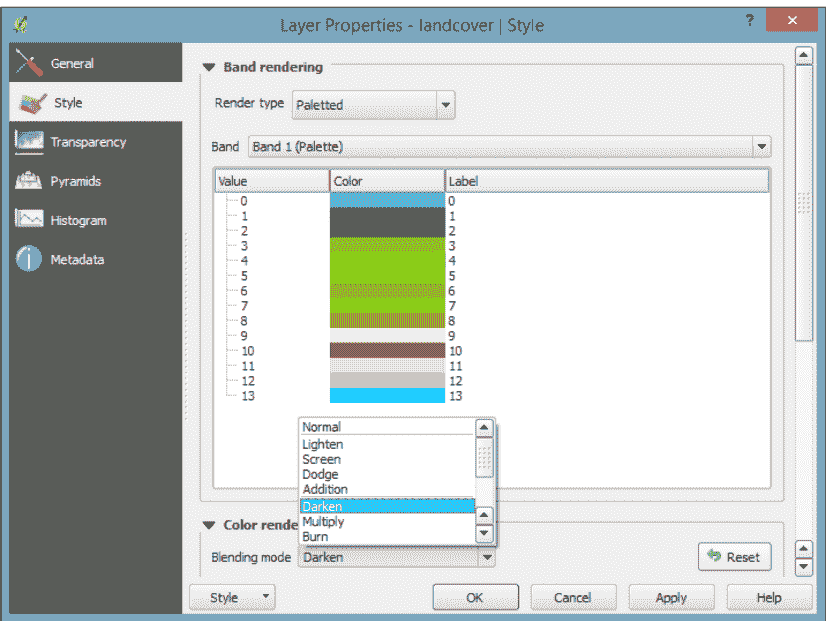 Layer Properties - landcover | Style
?
General
Style
Transparency
Pyramids
Histogram
Metadata
Band rendering
Render type Paletted
Band Band 1 (Palette)
Value Color Label
0 0
1 1
2 2
3 3
4 4
5 5
6 6
7 7
8 8
9 9
10 10
11 11
12 12
13 13
Normal
Lighten
Screen
Dodge
Addition
Darken
Multiply
Burn
Color rende
Blending mode Darken Reset
Style OK Cancel Apply Help